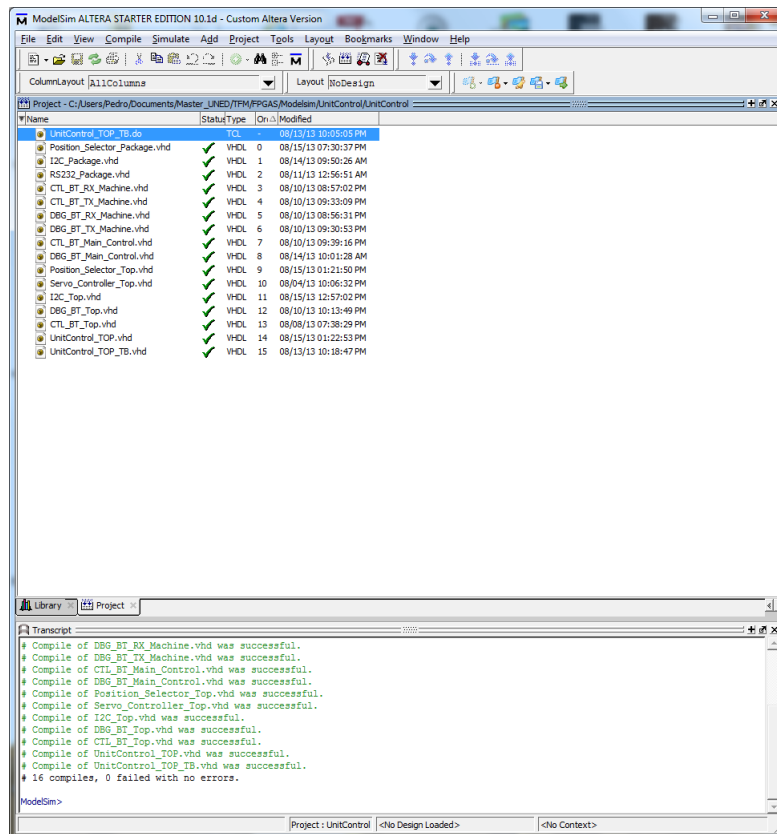 ModelSim ALTERA STARTER EDITION 10.1d - Custom Altera Version
File Edit View Compile Simulate Add Project Tools Layout Bookmarks Window Help
ColumnLayout AllColumns Layout NoDesign
Project - C:/Users/Pedro/Documents/Master_UNED/TFM/FPGAS/Modelsim/UnitControl/UnitControl
Name Status Type Modified
UnitControl_TOP_TB.do TCL - 08/13/13 10:05:05 PM
Position_Selector_Package.vhd VHDL 0 08/15/13 07:30:37 PM
I2C_Package.vhd VHDL 1 08/14/13 09:50:26 AM
RS232_Package.vhd VHDL 2 08/11/13 12:56:51 AM
CTL_BT_RX_Machine.vhd VHDL 3 08/10/13 08:57:02 PM
CTL_BT_TX_Machine.vhd VHDL 4 08/10/13 09:33:09 PM
DBG_BT_RX_Machine.vhd VHDL 5 08/10/13 08:56:31 PM
DBG_BT_TX_Machine.vhd VHDL 6 08/10/13 09:30:53 PM
CTL_BT_Main_Control.vhd VHDL 7 08/10/13 09:39:16 PM
DBG_BT_Main_Control.vhd VHDL 8 08/14/13 10:01:28 AM
Position_Selector_Top.vhd VHDL 9 08/15/13 01:21:50 PM
Servo_Controller_Top.vhd VHDL 10 08/04/13 10:06:32 PM
I2C_Top.vhd VHDL 11 08/15/13 12:57:02 PM
DBG_BT_Top.vhd VHDL 12 08/10/13 10:13:49 PM
CTL_BT_Top.vhd VHDL 13 08/08/13 07:38:29 PM
UnitControl_TOP.vhd VHDL 14 08/15/13 01:22:53 PM
UnitControl_TOP_TB.vhd VHDL 15 08/13/13 10:18:47 PM
Library Project
Transcript
# Compile of DBG_BT_RX_Machine.vhd was successful.
# Compile of DBG_BT_TX_Machine.vhd was successful.
# Compile of CTL_BT_Main_Control.vhd was successful.
# Compile of DBG_BT_Main_Control.vhd was successful.
# Compile of Position_Selector_Top.vhd was successful.
# Compile of Servo_Controller_Top.vhd was successful.
# Compile of I2C_Top.vhd was successful.
# Compile of DBG_BT_Top.vhd was successful.
# Compile of CTL_BT_Top.vhd was successful.
# Compile of UnitControl_TOP.vhd was successful.
# Compile of UnitControl_TOP_TB.vhd was successful.
# 16 compiles, 0 failed with no errors.
ModelSim>
Project : UnitControl <No Design Loaded> <No Context>